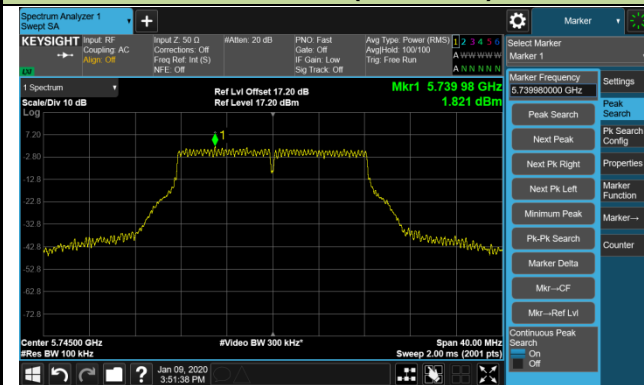 Spectrum Analyzer 1
Swept SA
Marker
KEYSIGHT
Input: RF
Coupling: AC
Align: Off
Input Z: 50 Ω
Corrections: Off
Freq Ref: Int (S)
NFE: Off
#Atten: 20 dB
PNO: Fast
Gate: Off
IF Gain: Low
Sig Track: Off
Avg Type: Power (RMS)
Avg|Hold: 100/100
Trig: Free Run
1 2 3 4 5 6
A W W W W W
A N N N N N
LM
Select Marker
Marker 1
1 Spectrum
Scale/Div 10 dB
Log
Ref Lvl Offset 17.20 dB
Ref Level 17.20 dBm
Mkr1 5.739 98 GHz
1.821 dBm
1
7.20
-2.80
-12.8
-22.8
-32.8
-42.8
-52.8
-62.8
-72.8
Center 5.74500 GHz
#Res BW 100 kHz
#Video BW 300 kHz*
Span 40.00 MHz
Sweep 2.00 ms (2001 pts)
Marker Frequency
5.739980000 GHz
Peak Search
Next Peak
Next Pk Right
Next Pk Left
Minimum Peak
Pk-Pk Search
Marker Delta
Mkr→CF
Mkr→Ref Lvl
Continuous Peak
Search
On
Off
Settings
Peak
Search
Pk Search
Config
Properties
Marker
Function
Marker→
Counter
?
Jan 09, 2020
3:51:38 PM